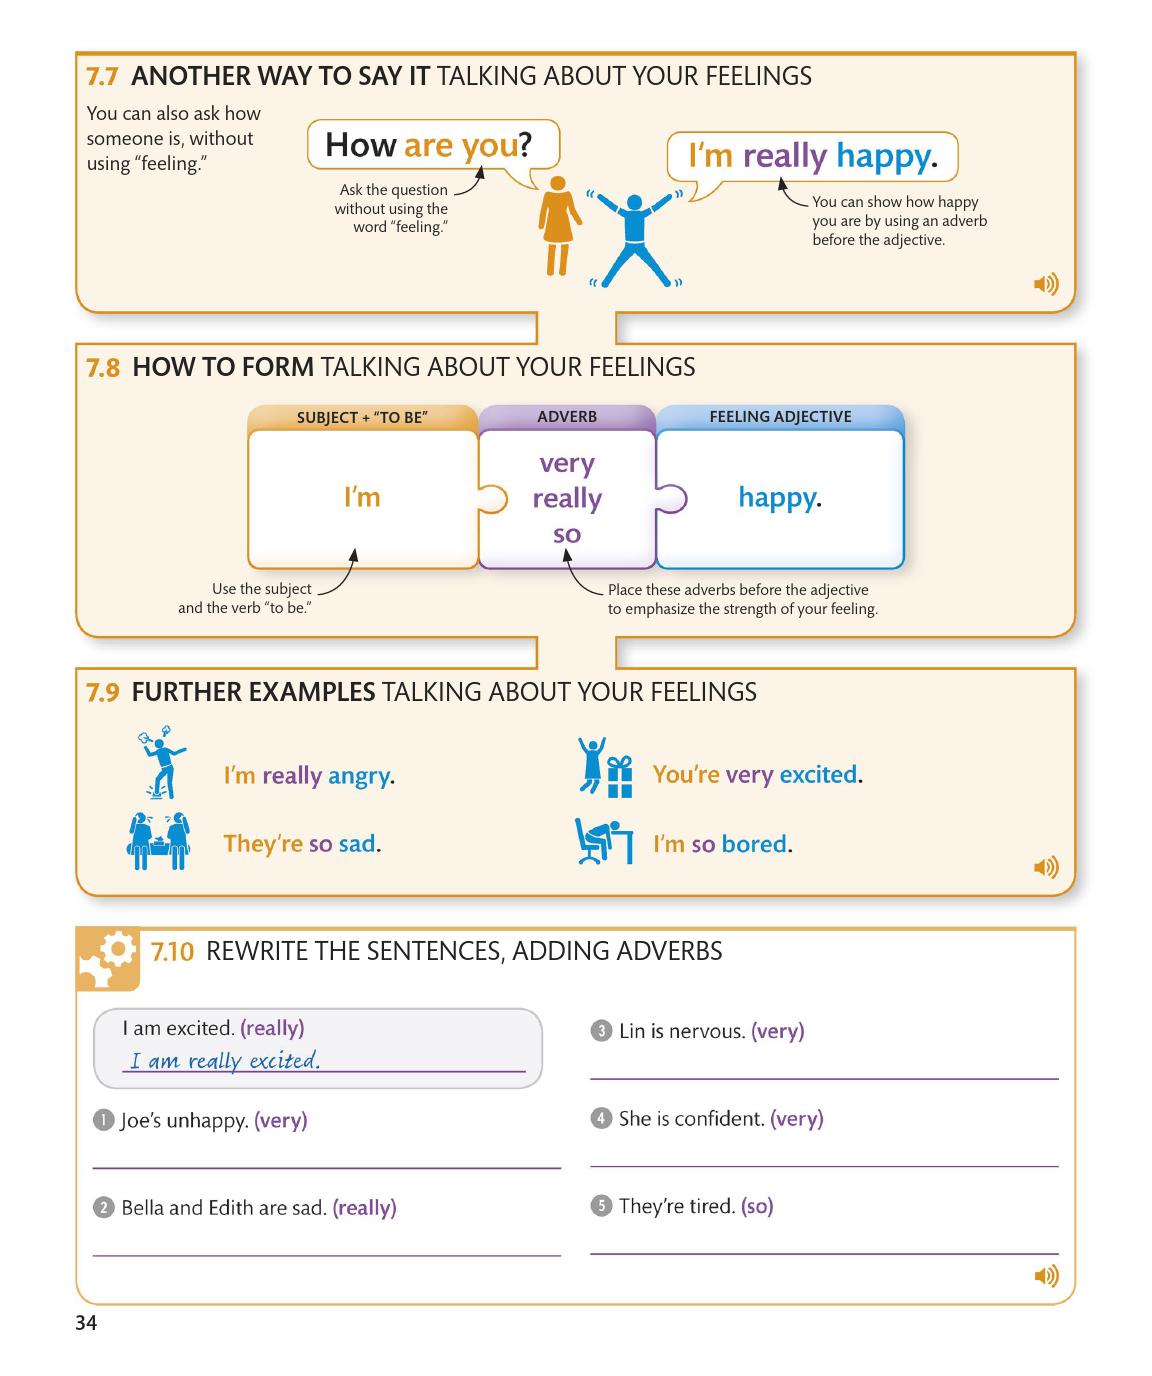 7.7 ANOTHER WAY TO SAY IT TALKING ABOUT YOUR FEELINGS
You can also ask how
someone is, without
using “feeling.”
How are you?
Ask the question
without using the
word “feeling.”
I’m really happy.
You can show how happy
you are by using an adverb
before the adjective.
7.8 HOW TO FORM TALKING ABOUT YOUR FEELINGS
SUBJECT + “TO BE”
ADVERB
FEELING ADJECTIVE
I’m
very
really
so
happy.
Use the subject
and the verb “to be.”
Place these adverbs before the adjective
to emphasize the strength of your feeling.
7.9 FURTHER EXAMPLES TALKING ABOUT YOUR FEELINGS
I’m really angry.
You’re very excited.
They’re so sad.
I’m so bored.
7.10 REWRITE THE SENTENCES, ADDING ADVERBS
I am excited. (really)
I am really excited.
1 Joe’s unhappy. (very)
2 Bella and Edith are sad. (really)
3 Lin is nervous. (very)
4 She is confident. (very)
5 They’re tired. (so)
34